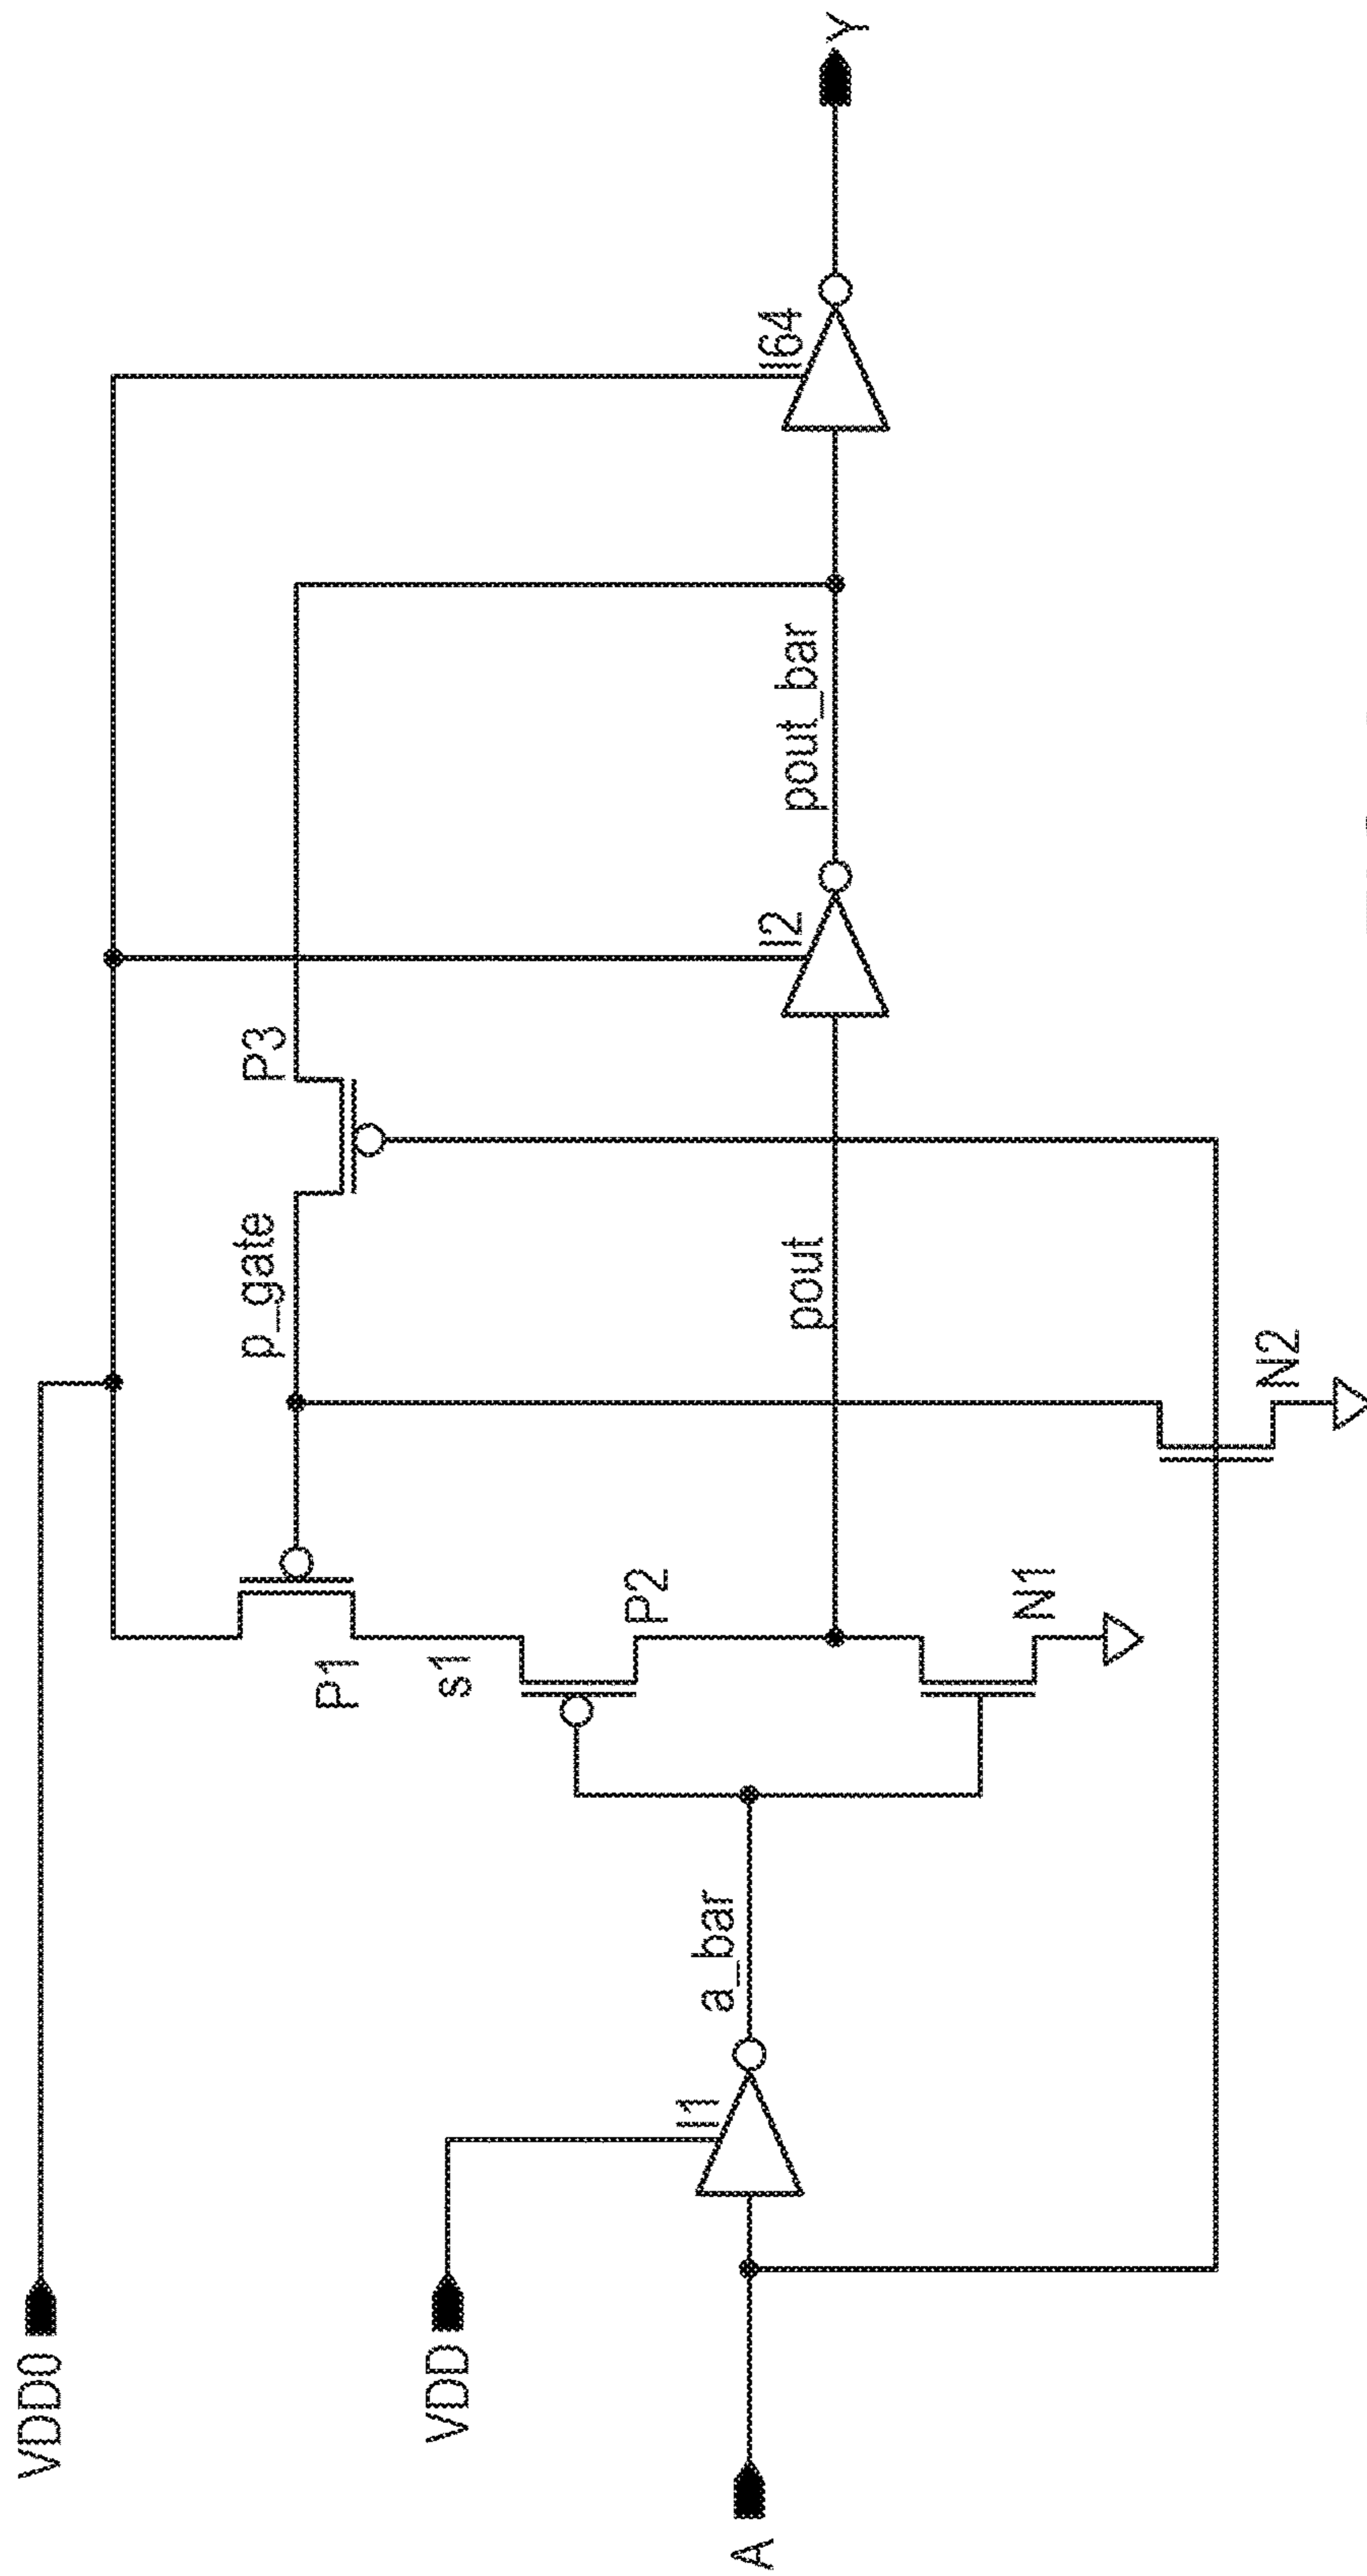 VDD0
VDD
A
I1
a_bar
P1
s1
P2
N1
p_gate
P3
pout
N2
I2
pout_bar
I64
Y